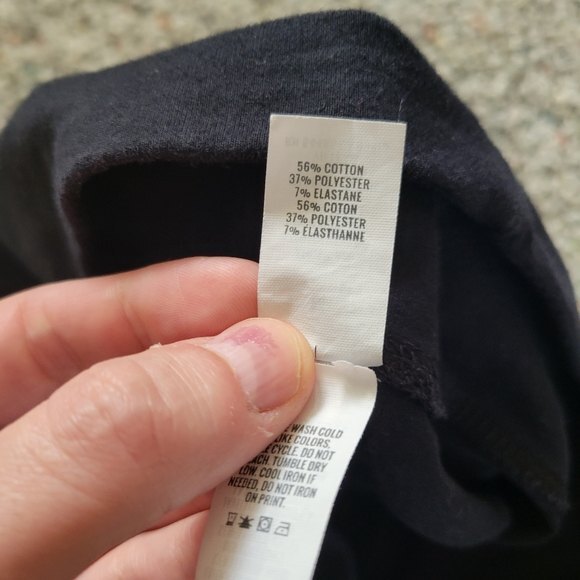 56% COTTON
37% POLYESTER
7% ELASTANE
56% COTON
37% POLYESTER
7% ELASTHANNE
WASH COLD
LIKE COLORS.
CYCLE. DO NOT
TUMBLE DRY
LOW. COOL IRON IF
NEEDED, DO NOT IRON
ON PRINT.